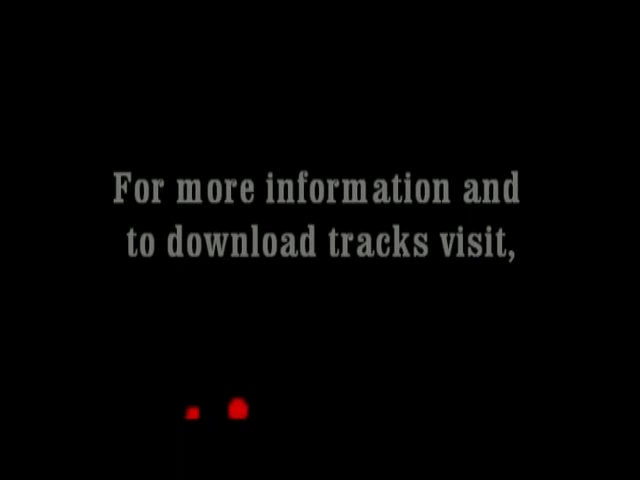 For more information and
to download tracks visit,